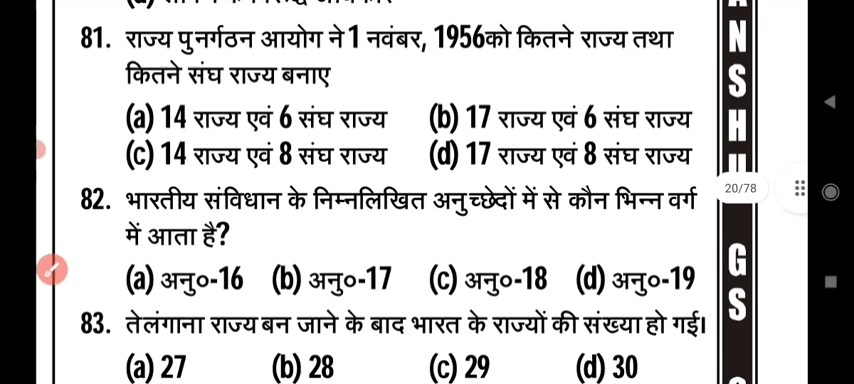 81. राज्य पुनर्गठन आयोग ने 1 नवंबर, 1956को कितने राज्य तथा
कितने संघ राज्य बनाए
(a) 14 राज्य एवं 6 संघ राज्य (b) 17 राज्य एवं 6 संघ राज्य
(c) 14 राज्य एवं 8 संघ राज्य (d) 17 राज्य एवं 8 संघ राज्य
82. भारतीय संविधान के निम्नलिखित अनुच्छेदों में से कौन भिन्न वर्ग
में आता है?
(a) अनु०-16 (b) अनु०-17 (c) अनु०-18 (d) अनु०-19
83. तेलंगाना राज्य बन जाने के बाद भारत के राज्यों की संख्या हो गई।
(a) 27 (b) 28 (c) 29 (d) 30
N
S
H
20/78
G
S